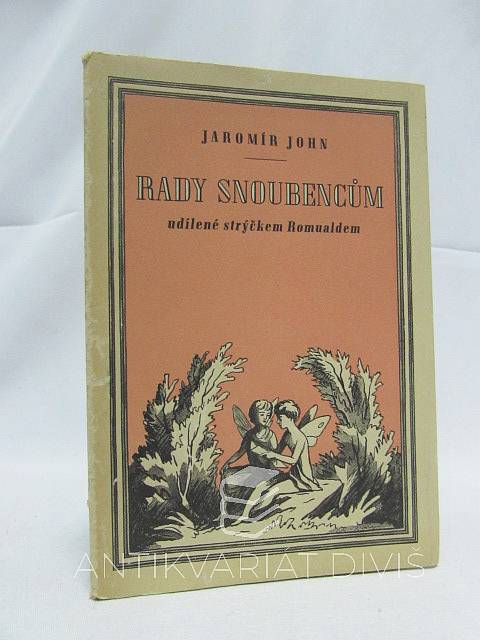 JAROMÍR JOHN
RADY SNOUBENCŮM
udílené strýčkem Romualdem
ANTIKVARIÁT DIVIŠ